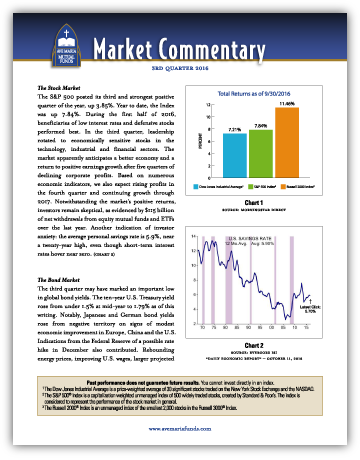 AVE MARIA
MUTUAL
FUNDS
Market Commentary
3RD QUARTER 2016
The Stock Market
The S&P 500 posted its third and strongest positive
quarter of the year, up 3.85%. Year to date, the Index
was up 7.84%. During the first half of 2016,
beneficiaries of low interest rates and defensive stocks
performed best. In the third quarter, leadership
rotated to economically sensitive stocks in the
technology, industrial and financial sectors. The
market apparently anticipates a better economy and a
return to positive earnings growth after five quarters of
declining corporate profits. Based on numerous
economic indicators, we also expect rising profits in
the fourth quarter and continuing growth through
2017. Notwithstanding the market's positive returns,
investors remain skeptical, as evidenced by $115 billion
of net withdrawals from equity mutual funds and ETFs
over the last year. Another indication of investor
anxiety: the average personal savings rate is 5.9%, near
a twenty-year high, even though short-term interest
rates hover near zero. (CHART 2)
The Bond Market
The third quarter may have marked an important low
in global bond yields. The ten-year U.S. Treasury yield
rose from under 1.5% at mid-year to 1.79% as of this
writing. Notably, Japanese and German bond yields
rose from negative territory on signs of modest
economic improvement in Europe, China and the U.S.
Indications from the Federal Reserve of a possible rate
hike in December also contributed. Rebounding
energy prices, improving U.S. wages, larger projected
Total Returns as of 9/30/2016
PERCENT
12
10
8
6
4
2
0
7.21%
7.84%
11.46%
Dow Jones Industrial Average¹
S&P 500 Index²
Russell 2000 Index³
Chart 1
SOURCE: MORNINGSTAR DIRECT
U.S. SAVINGS RATE
12 Mo. Avg.
14
12
10
8
6
4
2
70 75 80 85 90 95 00 05 10 15
Latest Close:
5.70%
Chart 2
SOURCE: EVERCORE ISI
"DAILY ECONOMIC REPORT" — OCTOBER 11, 2016
Past performance does not guarantee future results. You cannot invest directly in an index.
¹ The Dow Jones Industrial Average is a price-weighted average of 30 significant stocks traded on the New York Stock Exchange and the NASDAQ.
² The S&P 500® Index is a capitalization weighted unmanaged index of 500 widely traded stocks, created by Standard & Poor's. The index is
considered to represent the performance of the stock market in general.
³ The Russell 2000® Index is an unmanaged index of the smallest 2,000 stocks in the Russell 3000® Index.
www.avemariafunds.com